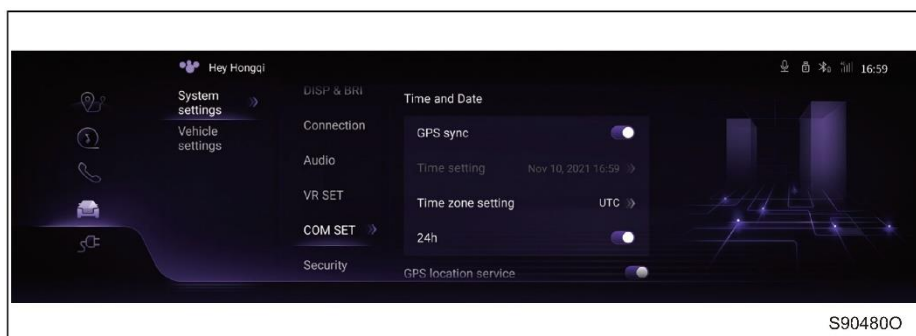 Hey Hongqi
16:59
System
settings
Vehicle
settings
DISP & BRI
Connection
Audio
VR SET
COM SET
Security
Time and Date
GPS sync
Time setting Nov 10, 2021 16:59
Time zone setting UTC
24h
GPS location service
S90480O